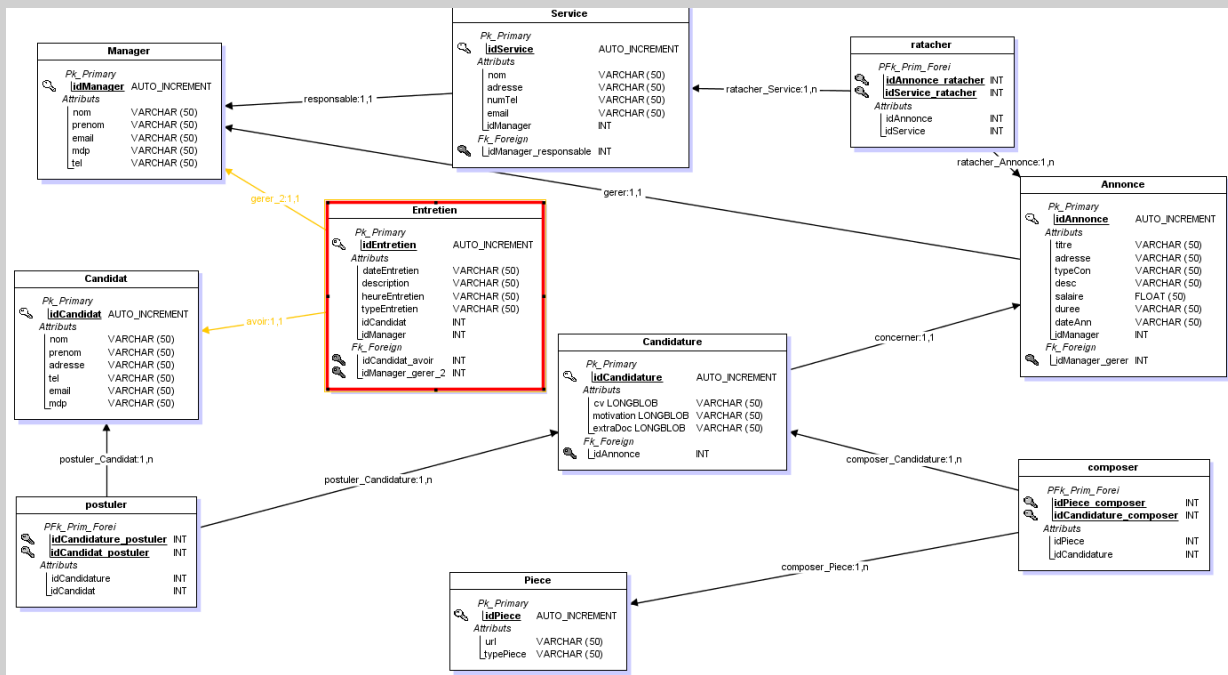 Manager
Pk_Primary
idManager AUTO_INCREMENT
Attributs
nom VARCHAR (50)
prenom VARCHAR (50)
email VARCHAR (50)
mdp VARCHAR (50)
tel VARCHAR (50)
responsable:1,1
Service
Pk_Primary
idService AUTO_INCREMENT
Attributs
nom VARCHAR (50)
adresse VARCHAR (50)
numTel VARCHAR (50)
email VARCHAR (50)
idManager INT
Fk_Foreign
idManager_responsable INT
ratacher_Service:1,n
ratacher
PFk_Prim_Forei
idAnnonce_ratacher INT
idService_ratacher INT
Attributs
idAnnonce INT
idService INT
ratacher_Annonce:1,n
gerer:1,1
gerer_2:1,1
Entretien
Pk_Primary
idEntretien AUTO_INCREMENT
Attributs
dateEntretien VARCHAR (50)
description VARCHAR (50)
heureEntretien VARCHAR (50)
typeEntretien VARCHAR (50)
idCandidat INT
idManager INT
Fk_Foreign
idCandidat_avoir INT
idManager_gerer_2 INT
Annonce
Pk_Primary
idAnnonce AUTO_INCREMENT
Attributs
titre VARCHAR (50)
adresse VARCHAR (50)
typeCon VARCHAR (50)
desc VARCHAR (50)
salaire FLOAT (50)
duree VARCHAR (50)
dateAnn VARCHAR (50)
idManager INT
Fk_Foreign
idManager_gerer INT
Candidat
Pk_Primary
idCandidat AUTO_INCREMENT
Attributs
nom VARCHAR (50)
prenom VARCHAR (50)
adresse VARCHAR (50)
tel VARCHAR (50)
email VARCHAR (50)
mdp VARCHAR (50)
avoir:1,1
concerner:1,1
Candidature
Pk_Primary
idCandidature AUTO_INCREMENT
Attributs
cv LONGBLOB VARCHAR (50)
motivation LONGBLOB VARCHAR (50)
extraDoc LONGBLOB VARCHAR (50)
Fk_Foreign
idAnnonce INT
postuler_Candidat:1,n
postuler_Candidature:1,n
composer_Candidature:1,n
postuler
PFk_Prim_Forei
idCandidature_postuler INT
idCandidat_postuler INT
Attributs
idCandidature INT
idCandidat INT
composer
PFk_Prim_Forei
idPiece_composer INT
idCandidature_composer INT
Attributs
idPiece INT
idCandidature INT
composer_Piece:1,n
Piece
Pk_Primary
idPiece AUTO_INCREMENT
Attributs
url VARCHAR (50)
typePiece VARCHAR (50)